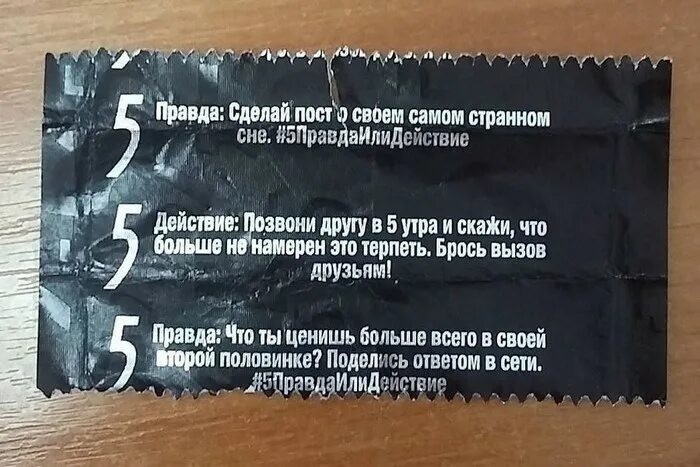 5
Правда: Сделай пост о своем самом странном
сне. #5ПравдаИлиДействие
5
Действие: Позвони другу в 5 утра и скажи, что
больше не намерен это терпеть. Брось вызов
друзьям!
5
Правда: Что ты ценишь больше всего в своей
второй половинке? Поделись ответом в сети.
#5ПравдаИлиДействие